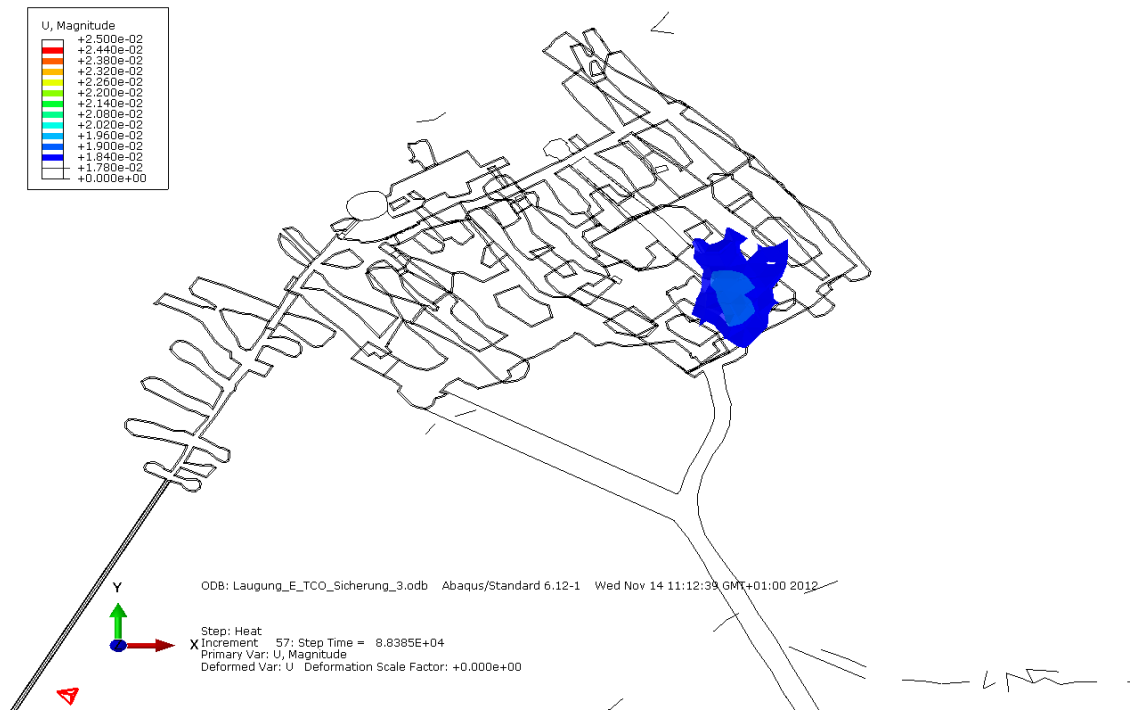 U, Magnitude
+2.500e-02
+2.440e-02
+2.380e-02
+2.320e-02
+2.260e-02
+2.200e-02
+2.140e-02
+2.080e-02
+2.020e-02
+1.960e-02
+1.900e-02
+1.840e-02
+1.780e-02
+0.000e+00
ODB: Laugung_E_TCO_Sicherung_3.odb Abaqus/Standard 6.12-1 Wed Nov 14 11:12:39 GMT+01:00 2012
Y
X
Step: Heat
Increment 57: Step Time = 8.8385E+04
Primary Var: U, Magnitude
Deformed Var: U Deformation Scale Factor: +0.000e+00